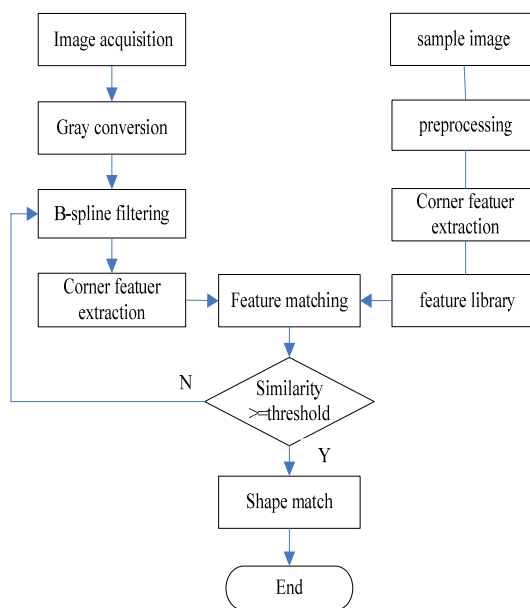 Image acquisition
sample image
Gray conversion
preprocessing
B-spline filtering
Corner featuer
extraction
Corner featuer
extraction
Feature matching
feature library
N
Similarity
>=threshold
Y
Shape match
End